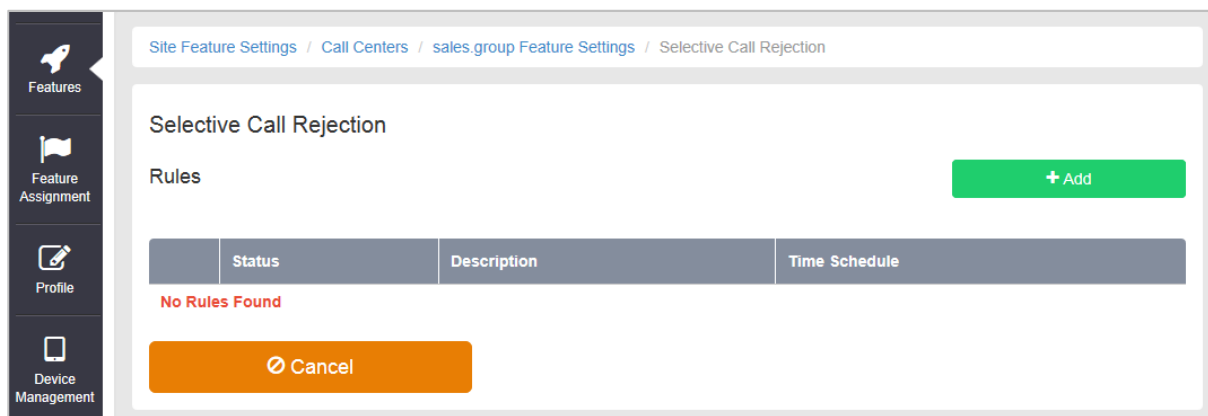 Features
Feature
Assignment
Profile
Device
Management
Site Feature Settings / Call Centers / sales.group Feature Settings / Selective Call Rejection
Selective Call Rejection
Rules
+ Add
Status Description Time Schedule
No Rules Found
Cancel